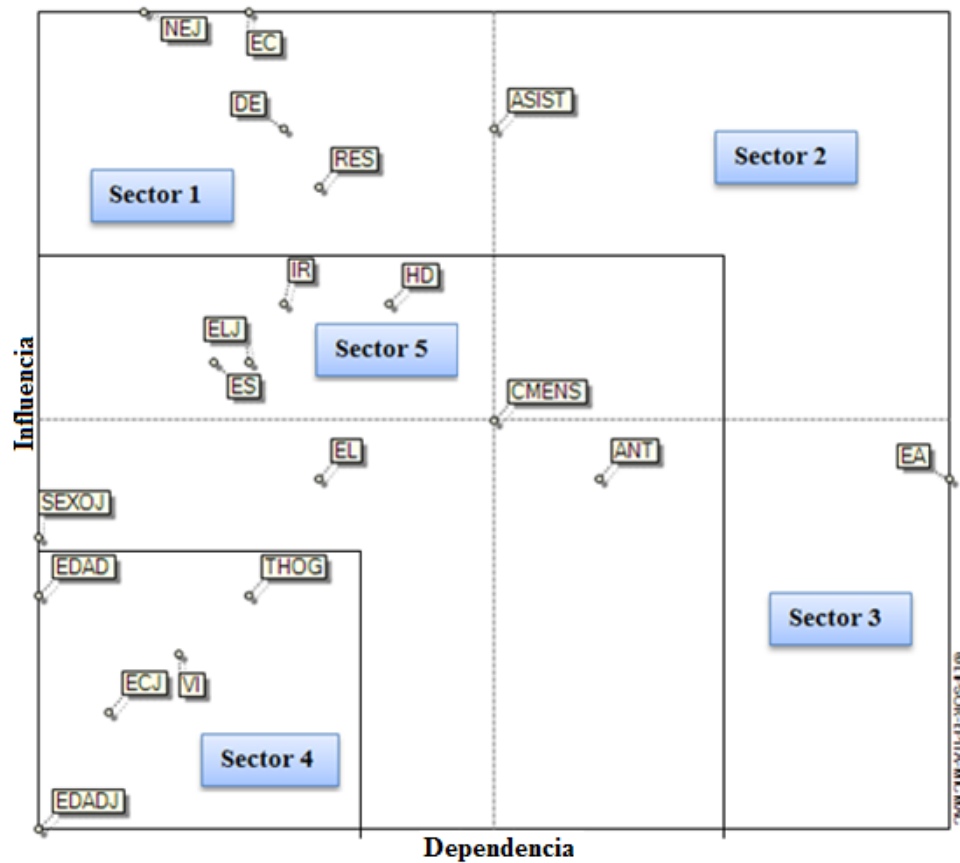 NEJ
EC
DE
ASIST
RES
Sector 2
Sector 1
IR
HD
ELJ
Sector 5
ES
CMENS
Influencia
EL
ANT
EA
SEXOJ
EDAD
THOG
Sector 3
ECJ
VI
Sector 4
EDADJ
Dependencia